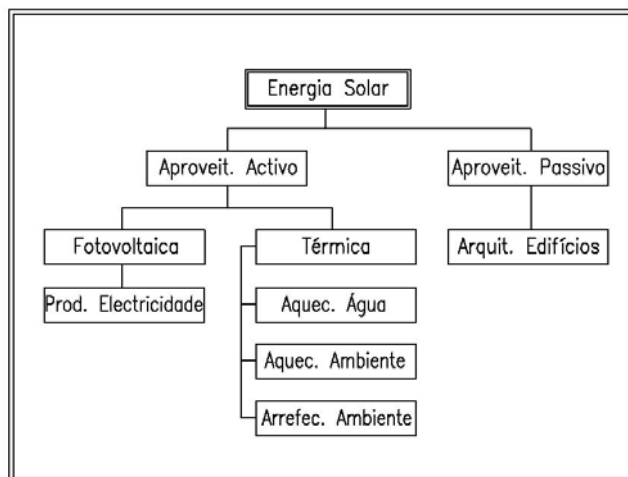 Energia Solar
Aproveit. Activo
Aproveit. Passivo
Fotovoltaica
Térmica
Arquit. Edifícios
Prod. Electricidade
Aquec. Água
Aquec. Ambiente
Arrefec. Ambiente